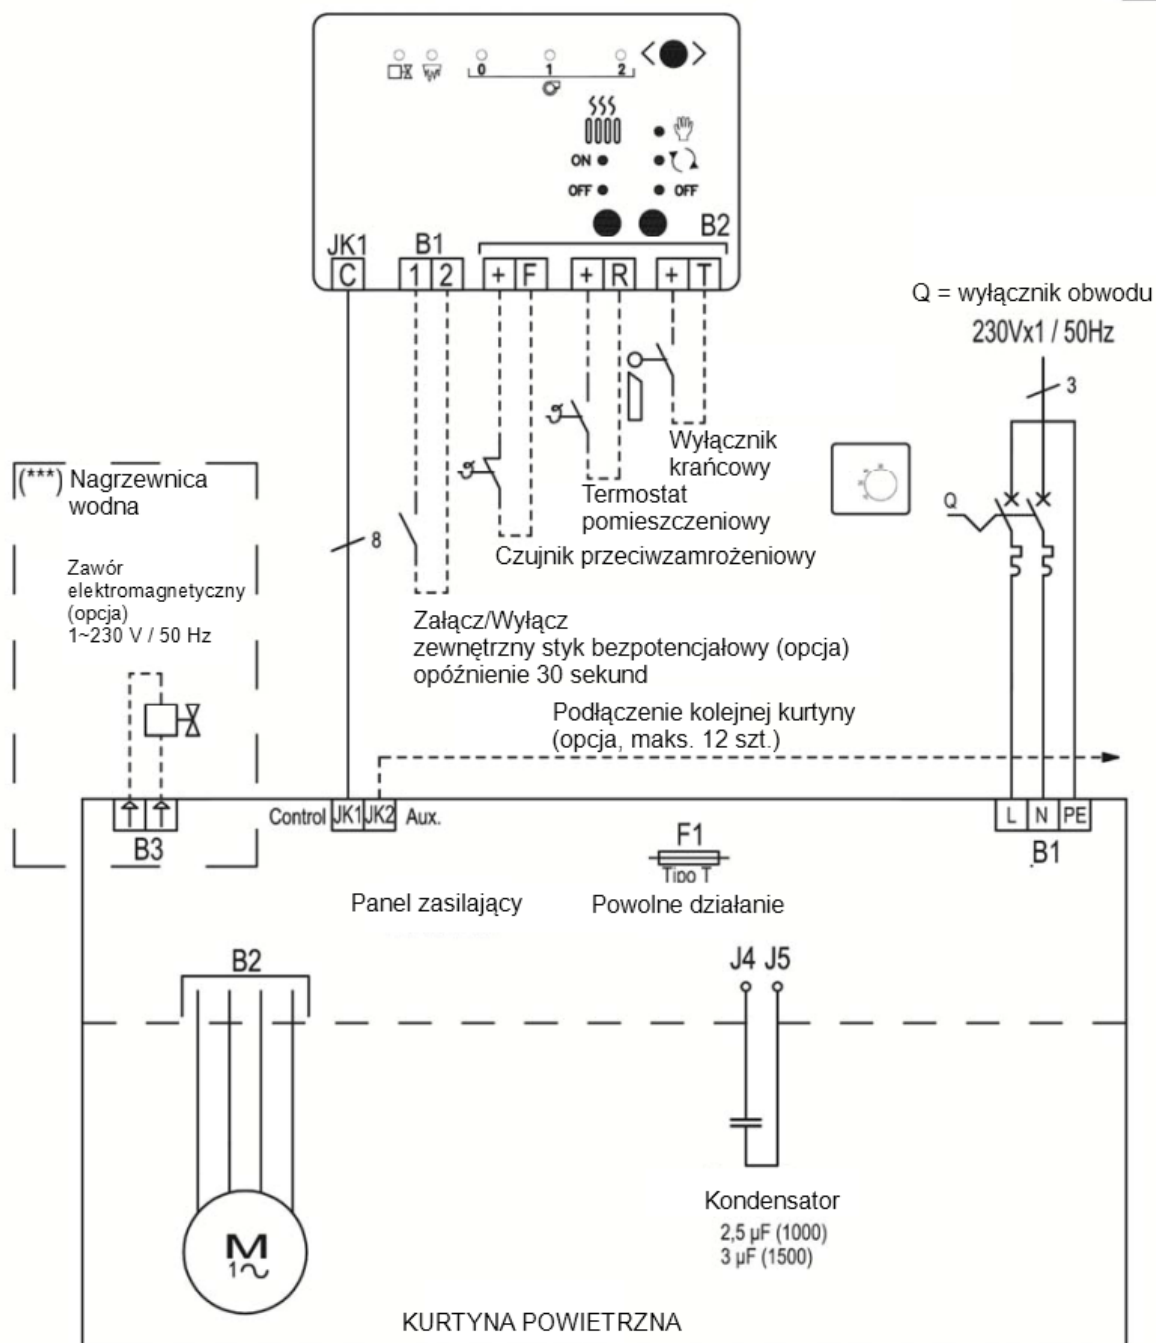 0 1 2
ON
OFF OFF
B2
JK1 B1
C 1 2 + F + R + T
Q = wyłącznik obwodu
230Vx1 / 50Hz
3
Wyłącznik
krańcowy
(***) Nagrzewnica
wodna
Termostat
pomieszczeniowy
Q
8
Czujnik przeciwzamrożeniowy
Zawór
elektromagnetyczny
(opcja)
1~230 V / 50 Hz
Załącz/Wyłącz
zewnętrzny styk bezpotencjałowy (opcja)
opóźnienie 30 sekund
Podłączenie kolejnej kurtyny
(opcja, maks. 12 szt.)
Control JK1 JK2 Aux.
L N PE
B3
B1
F1
Tipo T
Panel zasilający
Powolne działanie
B2
J4 J5
Kondensator
2,5 µF (1000)
3 µF (1500)
M
1~
KURTYNA POWIETRZNA